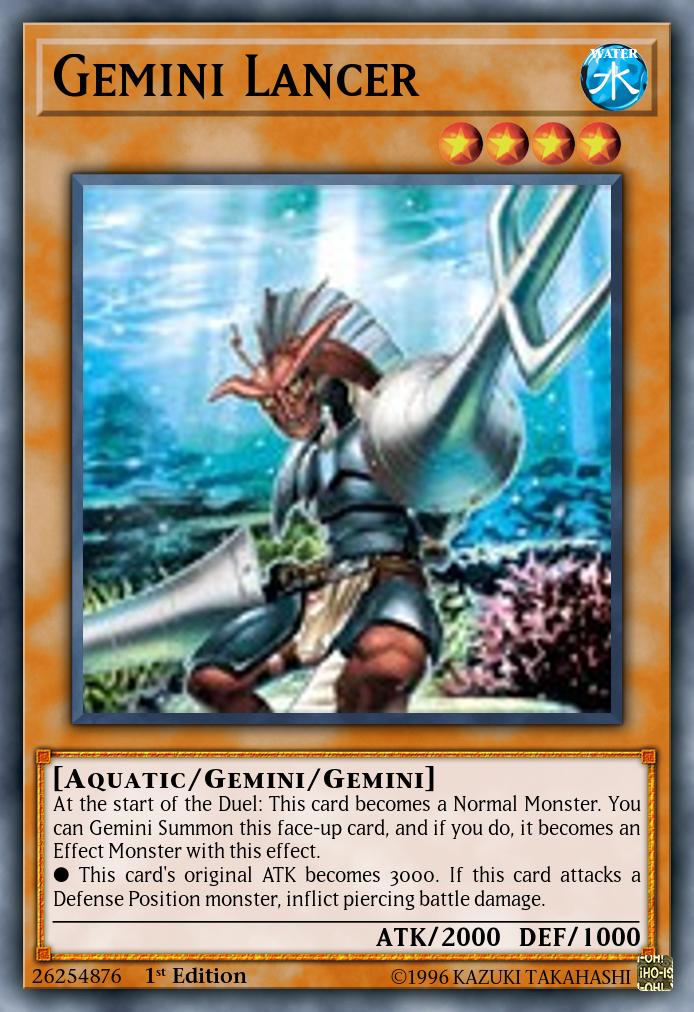 GEMINI LANCER
WATER
水
[AQUATIC/GEMINI/GEMINI]
At the start of the Duel: This card becomes a Normal Monster. You
can Gemini Summon this face-up card, and if you do, it becomes an
Effect Monster with this effect.
● This card's original ATK becomes 3000. If this card attacks a
Defense Position monster, inflict piercing battle damage.
ATK/2000 DEF/1000
26254876 1st Edition ©1996 KAZUKI TAKAHASHI